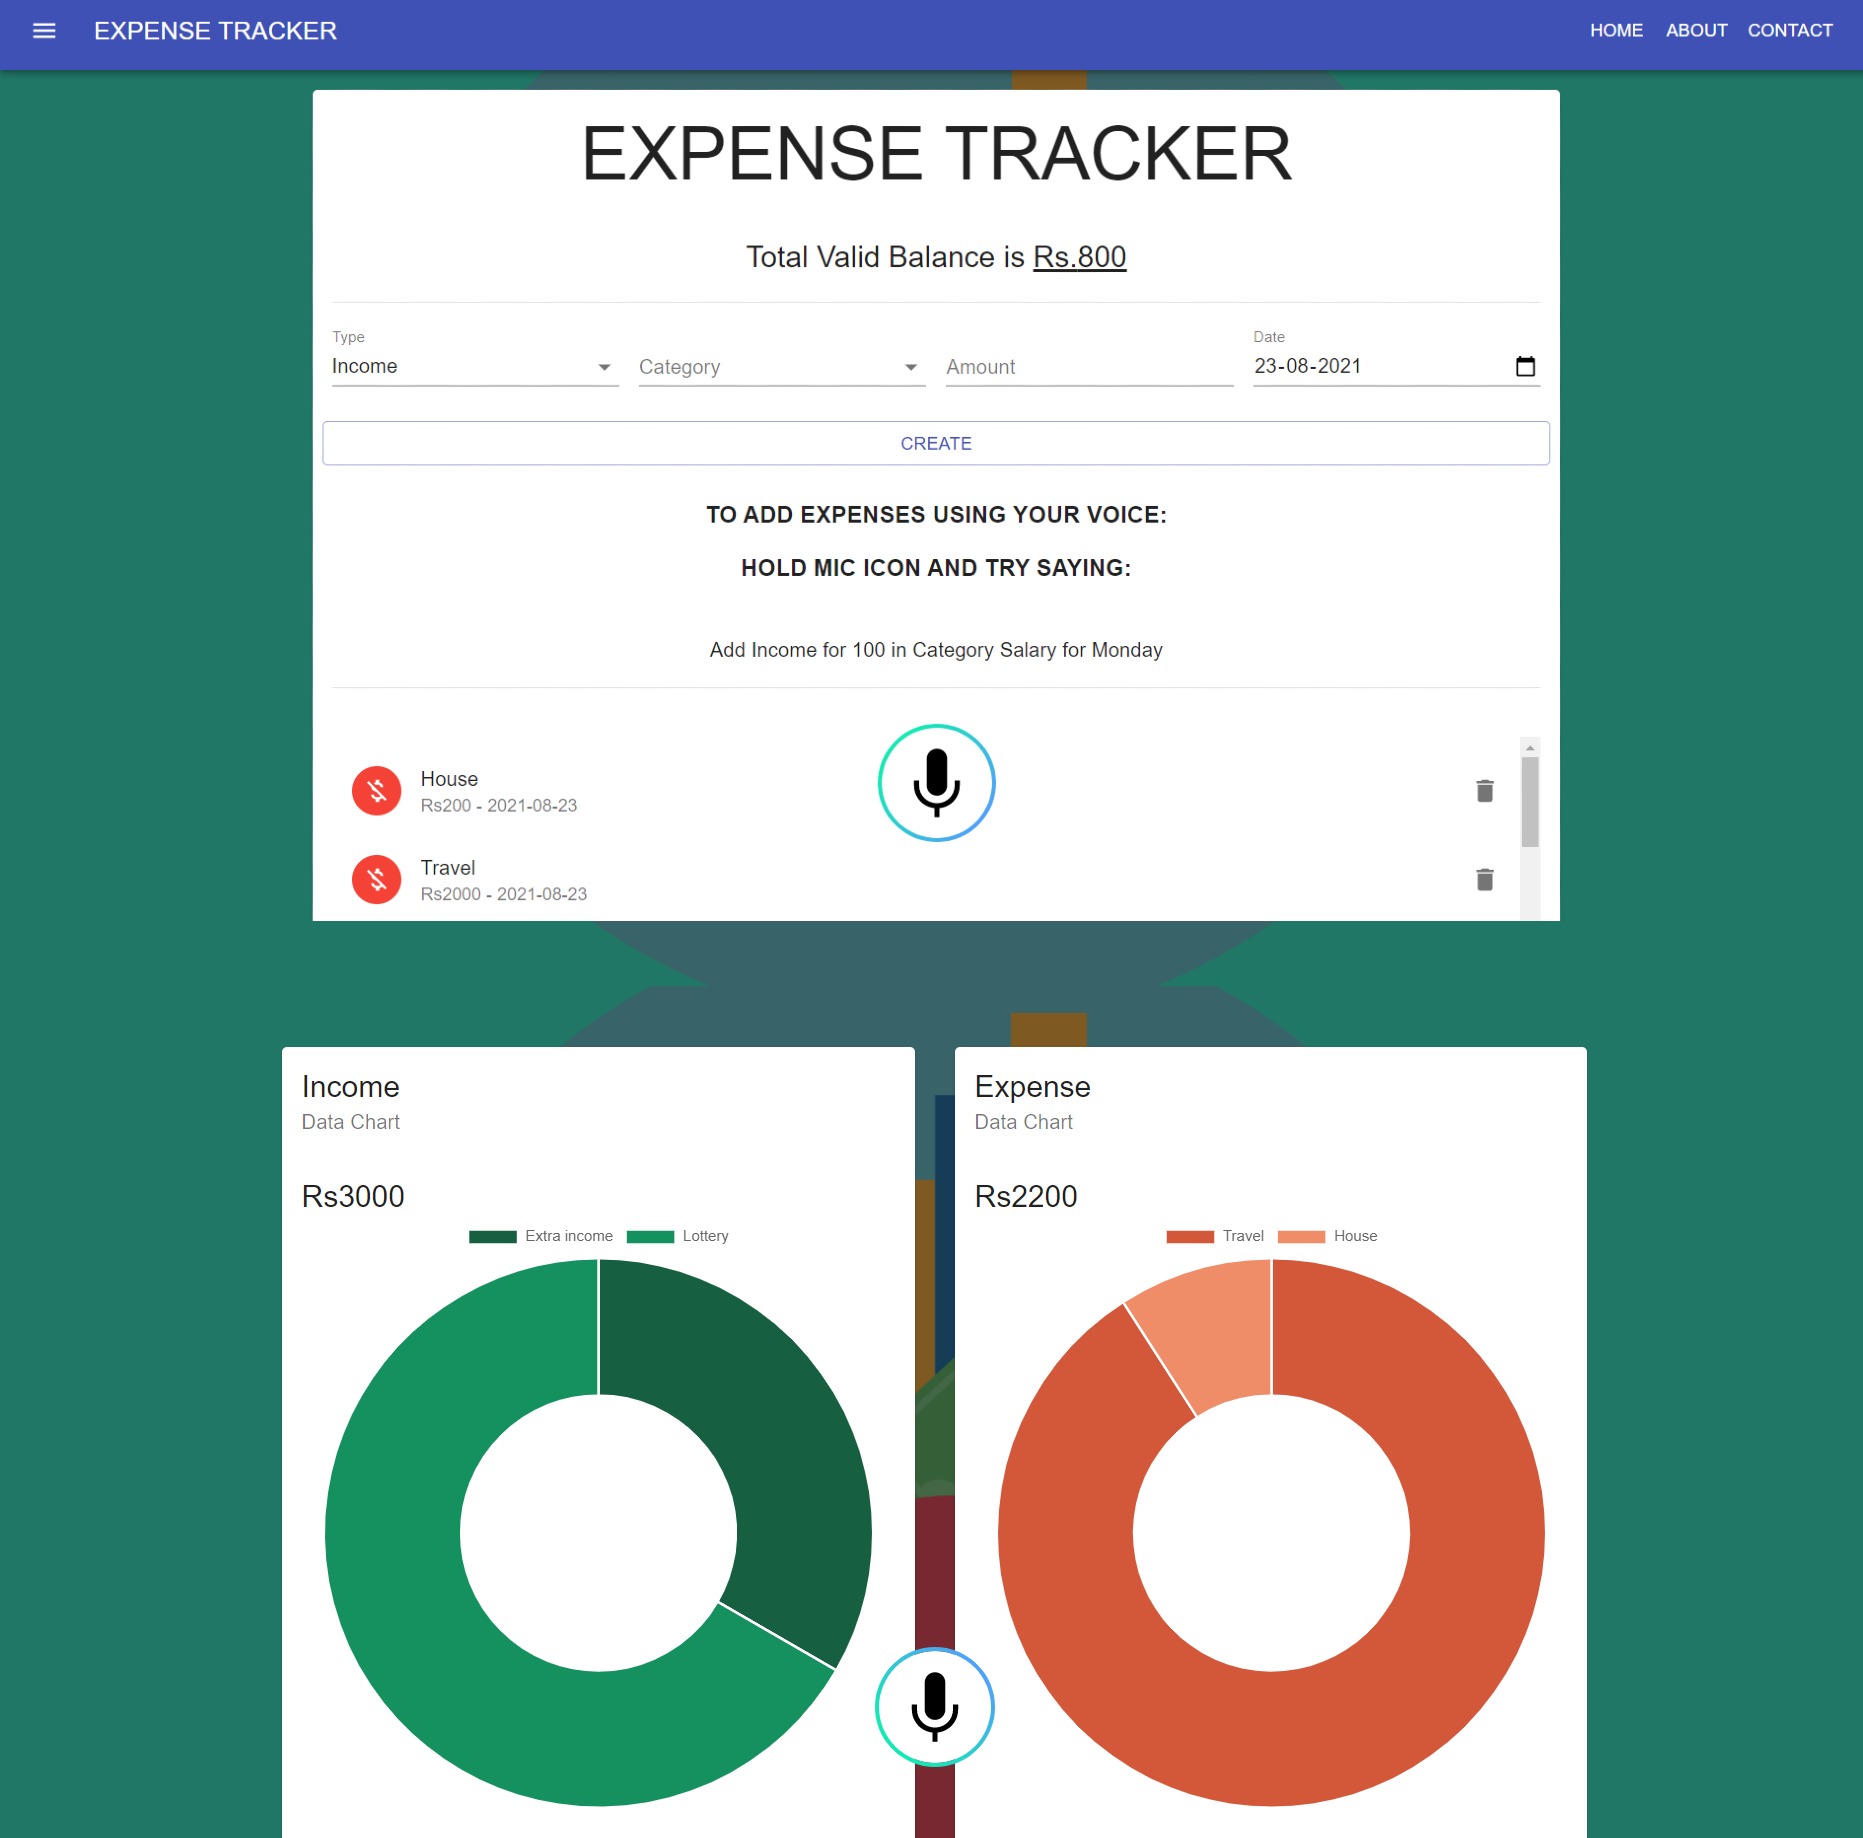 EXPENSE TRACKER
HOME ABOUT CONTACT
EXPENSE TRACKER
Total Valid Balance is Rs.800
Type
Income
Category
Amount
Date
23-08-2021
CREATE
TO ADD EXPENSES USING YOUR VOICE:
HOLD MIC ICON AND TRY SAYING:
Add Income for 100 in Category Salary for Monday
House
Rs200 - 2021-08-23
Travel
Rs2000 - 2021-08-23
Income
Data Chart
Rs3000
Extra income Lottery
Expense
Data Chart
Rs2200
Travel House